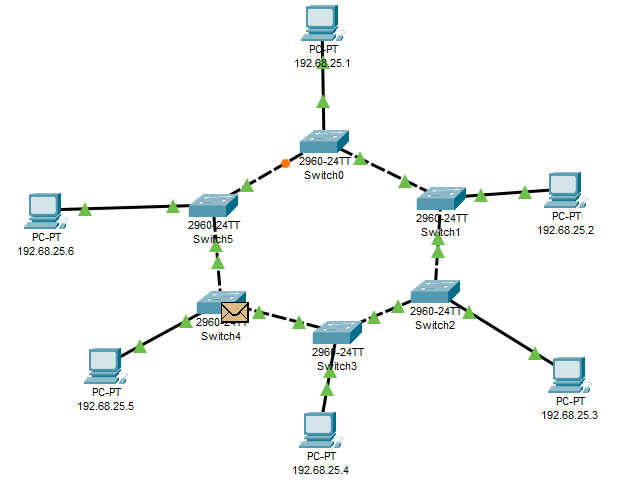 PC-PT
192.68.25.1
2960-24TT
Switch0
2960-24TT
Switch5
2960-24TT
Switch1
PC-PT
192.68.25.2
PC-PT
192.68.25.6
2960-24TT
Switch4
2960-24TT
Switch2
2960-24TT
Switch3
PC-PT
192.68.25.5
PC-PT
192.68.25.3
PC-PT
192.68.25.4